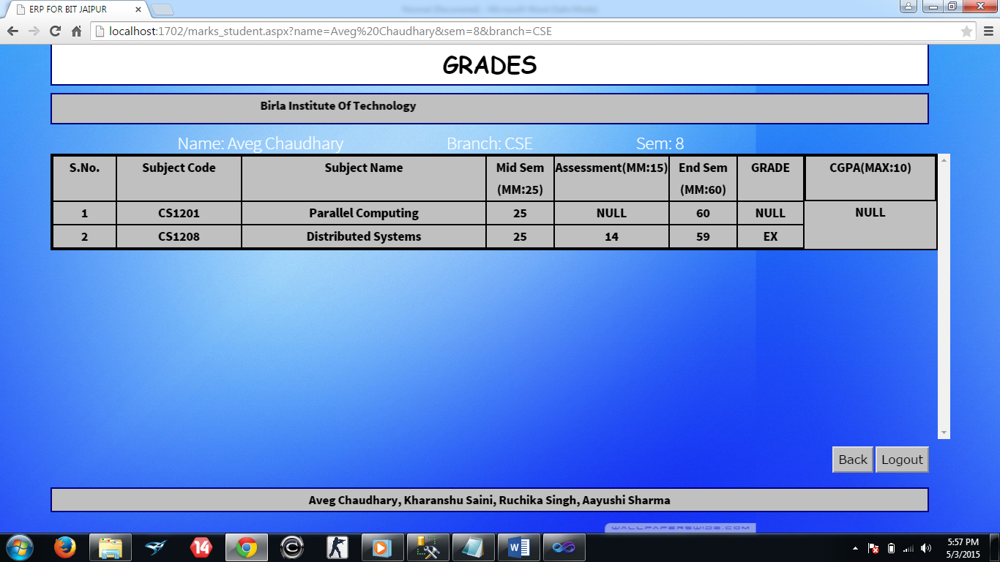 ERP FOR BIT JAIPUR
localhost:1702/marks_student.aspx?name=Aveg%20Chaudhary&sem=8&branch=CSE
GRADES
Birla Institute Of Technology
Name: Aveg Chaudhary Branch: CSE Sem: 8
S.No. Subject Code Subject Name Mid Sem (MM:25) Assessment(MM:15) End Sem (MM:60) GRADE CGPA(MAX:10)
1 CS1201 Parallel Computing 25 NULL 60 NULL NULL
2 CS1208 Distributed Systems 25 14 59 EX
Back Logout
Aveg Chaudhary, Kharanshu Saini, Ruchika Singh, Aayushi Sharma
WALLPAPERSWIDE.COM
14
5:57 PM
5/3/2015